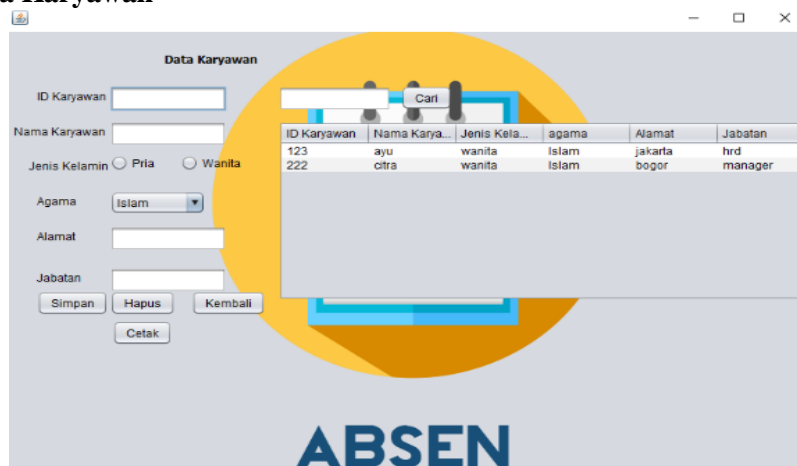 a Karyawan
Data Karyawan
ID Karyawan
Cari
Nama Karyawan
Jenis Kelamin Pria Wanita
Agama Islam
Alamat
Jabatan
Simpan Hapus Kembali
Cetak
ID Karyawan Nama Karya... Jenis Kela... agama Alamat Jabatan
123 ayu wanita Islam jakarta hrd
222 citra wanita Islam bogor manager
ABSEN